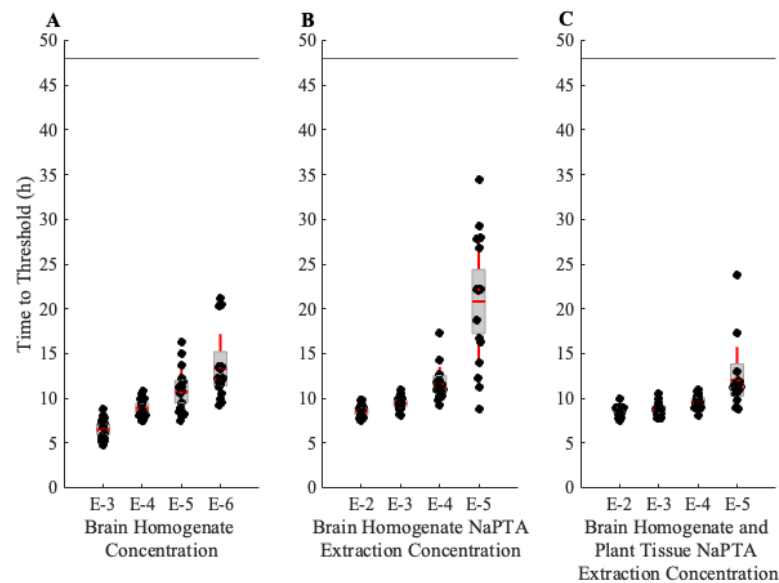 A
50
45
40
35
30
25
20
15
10
5
0
Time to Threshold (h)
E-3 E-4 E-5 E-6
Brain Homogenate
Concentration
B
50
45
40
35
30
25
20
15
10
5
0
E-2 E-3 E-4 E-5
Brain Homogenate NaPTA
Extraction Concentration
C
50
45
40
35
30
25
20
15
10
5
0
E-2 E-3 E-4 E-5
Brain Homogenate and
Plant Tissue NaPTA
Extraction Concentration